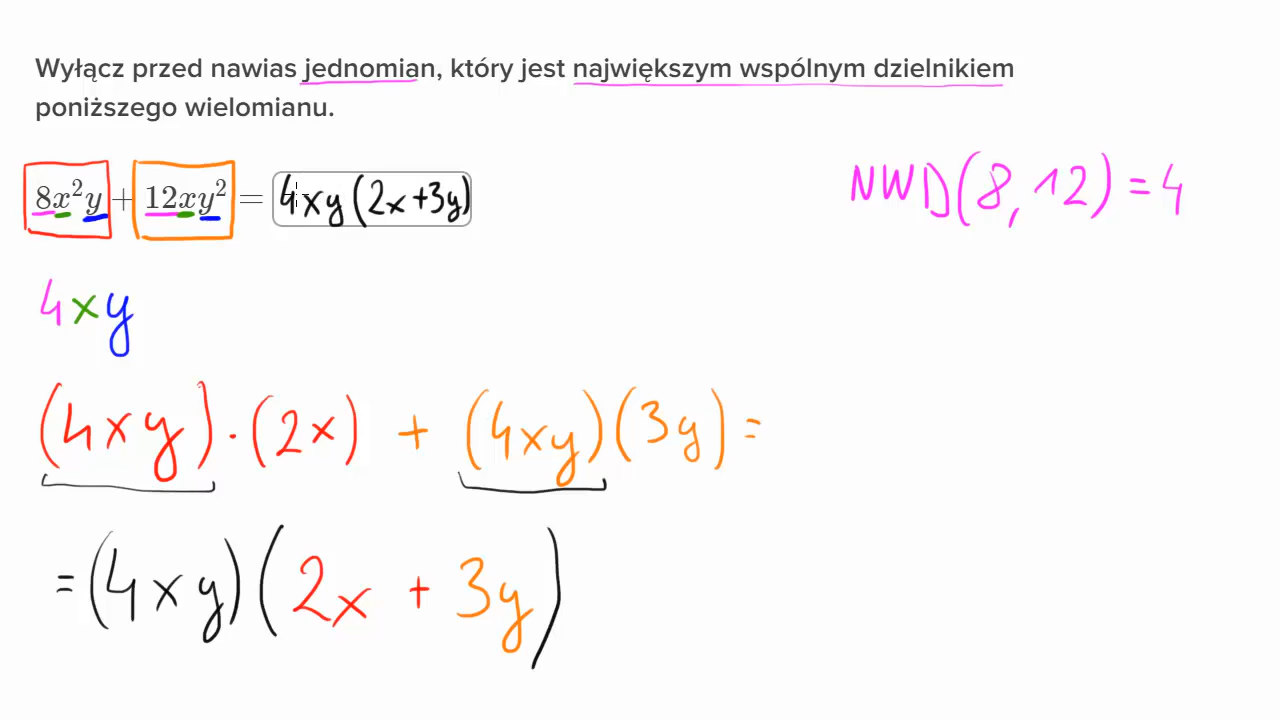 Wyłącz przed nawias jednomian, który jest największym wspólnym dzielnikiem
poniższego wielomianu.
8x²y + 12xy² = 4xy(2x+3y)
NWD(8, 12) = 4
4xy
(4xy)·(2x) + (4xy)(3y) =
= (4xy)(2x + 3y)